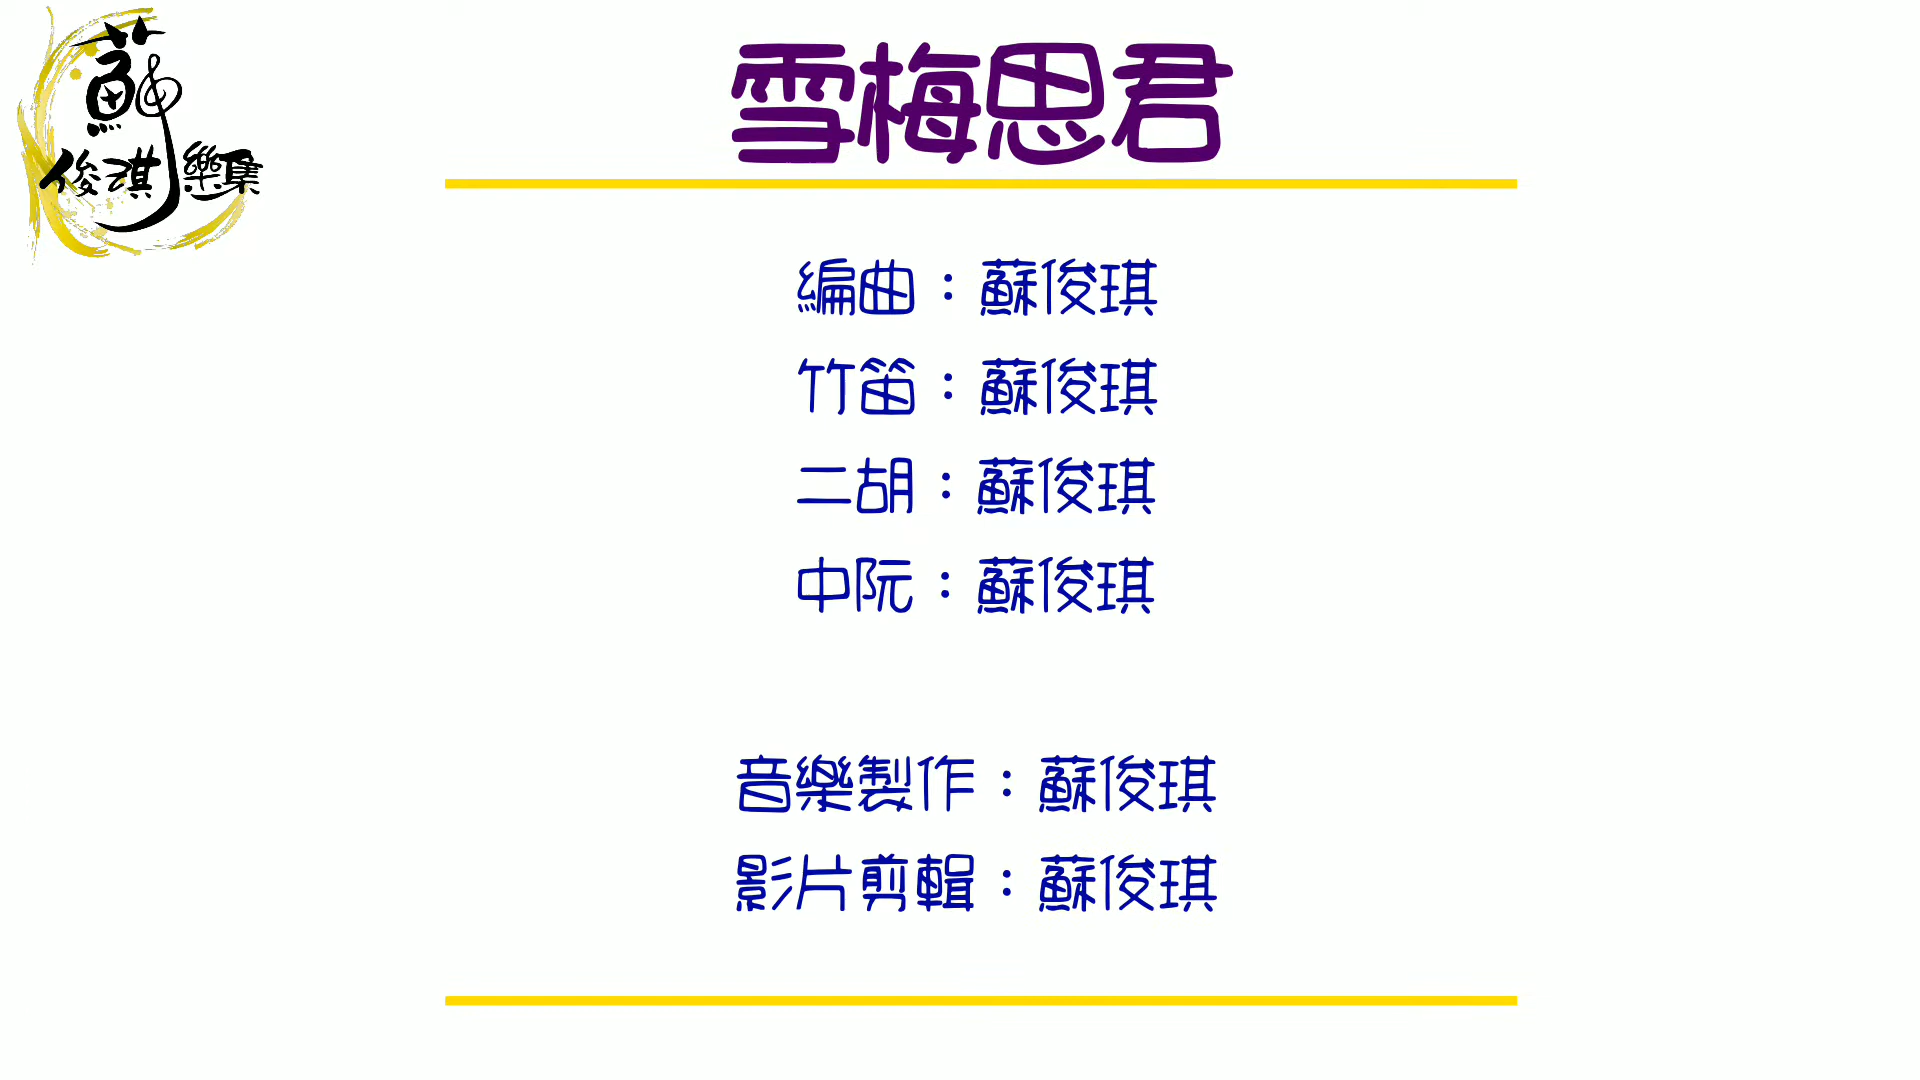 蘇
俊琪樂集
雪梅思君
編曲：蘇俊琪
竹笛：蘇俊琪
二胡：蘇俊琪
中阮：蘇俊琪
音樂製作：蘇俊琪
影片剪輯：蘇俊琪